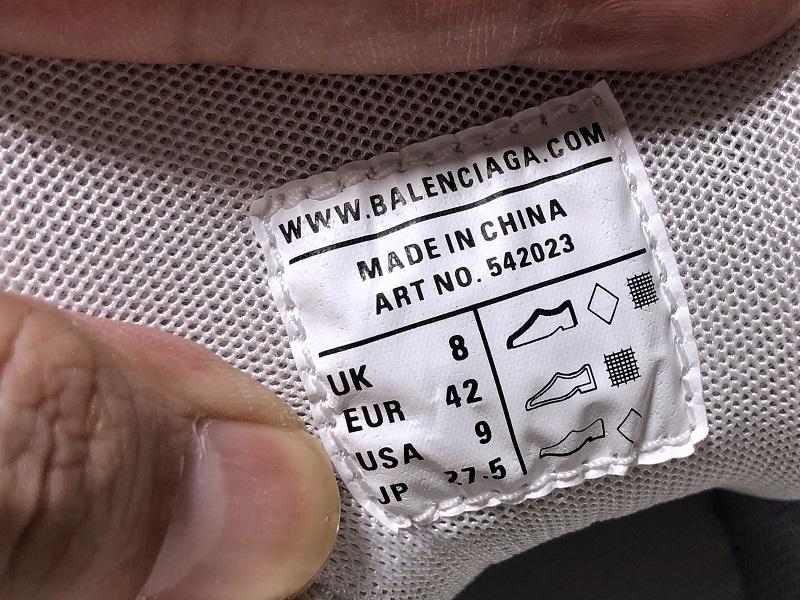 WWW.BALENCIAGA.COM
MADE IN CHINA
ART NO. 542023
UK 8
EUR 42
USA 9
JP 27.5